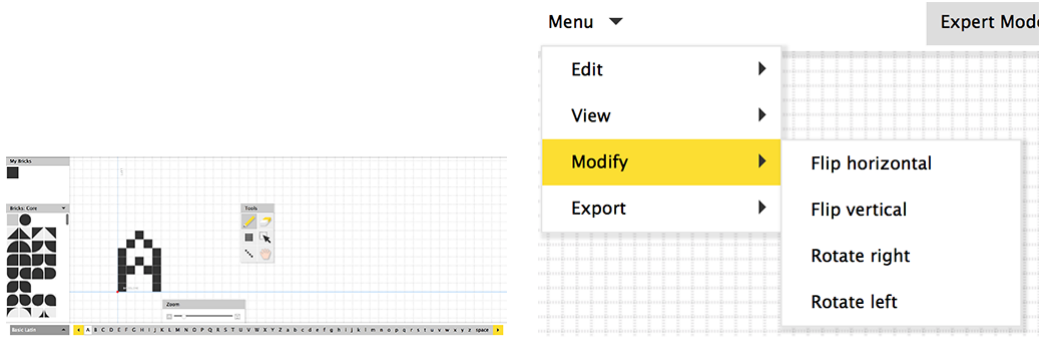 My Bricks
Bricks: Core
Tools
Zoom
Basic Latin
A B C D E F G H I J K L M N O P Q R S T U V W X Y Z a b c d e f g h i j k l m n o p q r s t u v w x y z space
Menu
Expert Mod
Edit
View
Modify
Export
Flip horizontal
Flip vertical
Rotate right
Rotate left